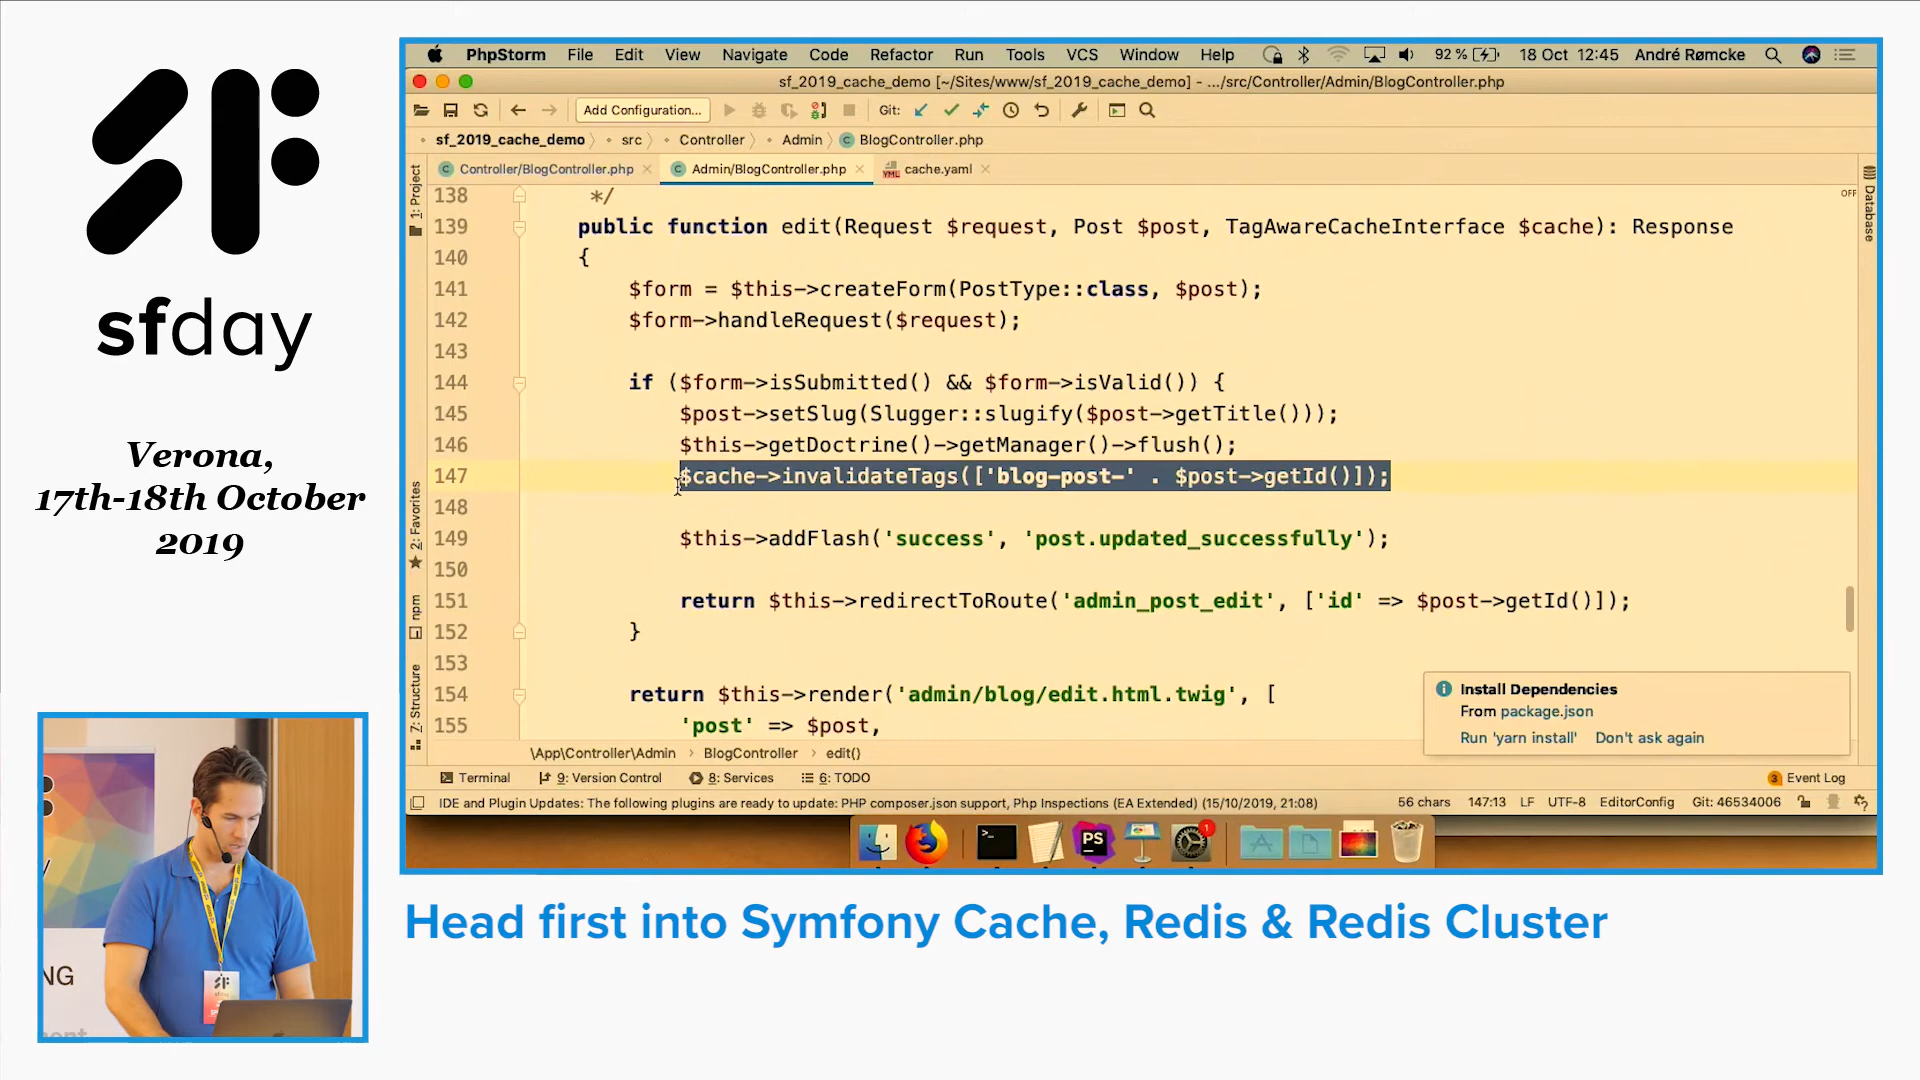 sfday
Verona,
17th-18th October
2019
PhpStorm File Edit View Navigate Code Refactor Run Tools VCS Window Help 92 % 18 Oct 12:45 André Rømcke
sf_2019_cache_demo [~/Sites/www/sf_2019_cache_demo] - .../src/Controller/Admin/BlogController.php
Add Configuration... Git:
sf_2019_cache_demo src Controller Admin BlogController.php
Controller/BlogController.php Admin/BlogController.php cache.yaml
1: Project
2: Favorites
npm
7: Structure
Database
OFF
138 */
139 public function edit(Request $request, Post $post, TagAwareCacheInterface $cache): Response
140 {
141 $form = $this->createForm(PostType::class, $post);
142 $form->handleRequest($request);
143
144 if ($form->isSubmitted() && $form->isValid()) {
145 $post->setSlug(Slugger::slugify($post->getTitle()));
146 $this->getDoctrine()->getManager()->flush();
147 $cache->invalidateTags(['blog-post-' . $post->getId()]);
148
149 $this->addFlash('success', 'post.updated_successfully');
150
151 return $this->redirectToRoute('admin_post_edit', ['id' => $post->getId()]);
152 }
153
154 return $this->render('admin/blog/edit.html.twig', [
155 'post' => $post,
Install Dependencies
From package.json
Run 'yarn install' Don't ask again
\App\Controller\Admin BlogController edit()
Terminal 9: Version Control 8: Services 6: TODO 3 Event Log
IDE and Plugin Updates: The following plugins are ready to update: PHP composer.json support, Php Inspections (EA Extended) (15/10/2019, 21:08) 56 chars 147:13 LF UTF-8 EditorConfig Git: 46534006
PS
1
NG
Head first into Symfony Cache, Redis & Redis Cluster